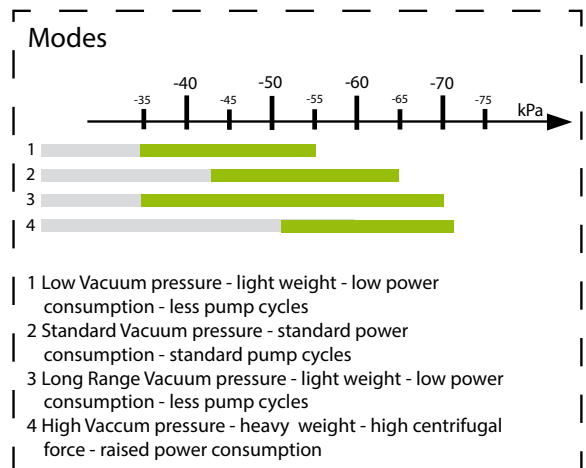 Modes
-40 -50 -60 -70
-35 -45 -55 -65 -75 kPa
1
2
3
4
1 Low Vacuum pressure - light weight - low power
consumption - less pump cycles
2 Standard Vacuum pressure - standard power
consumption - standard pump cycles
3 Long Range Vacuum pressure - light weight - low power
consumption - less pump cycles
4 High Vaccum pressure - heavy weight - high centrifugal
force - raised power consumption